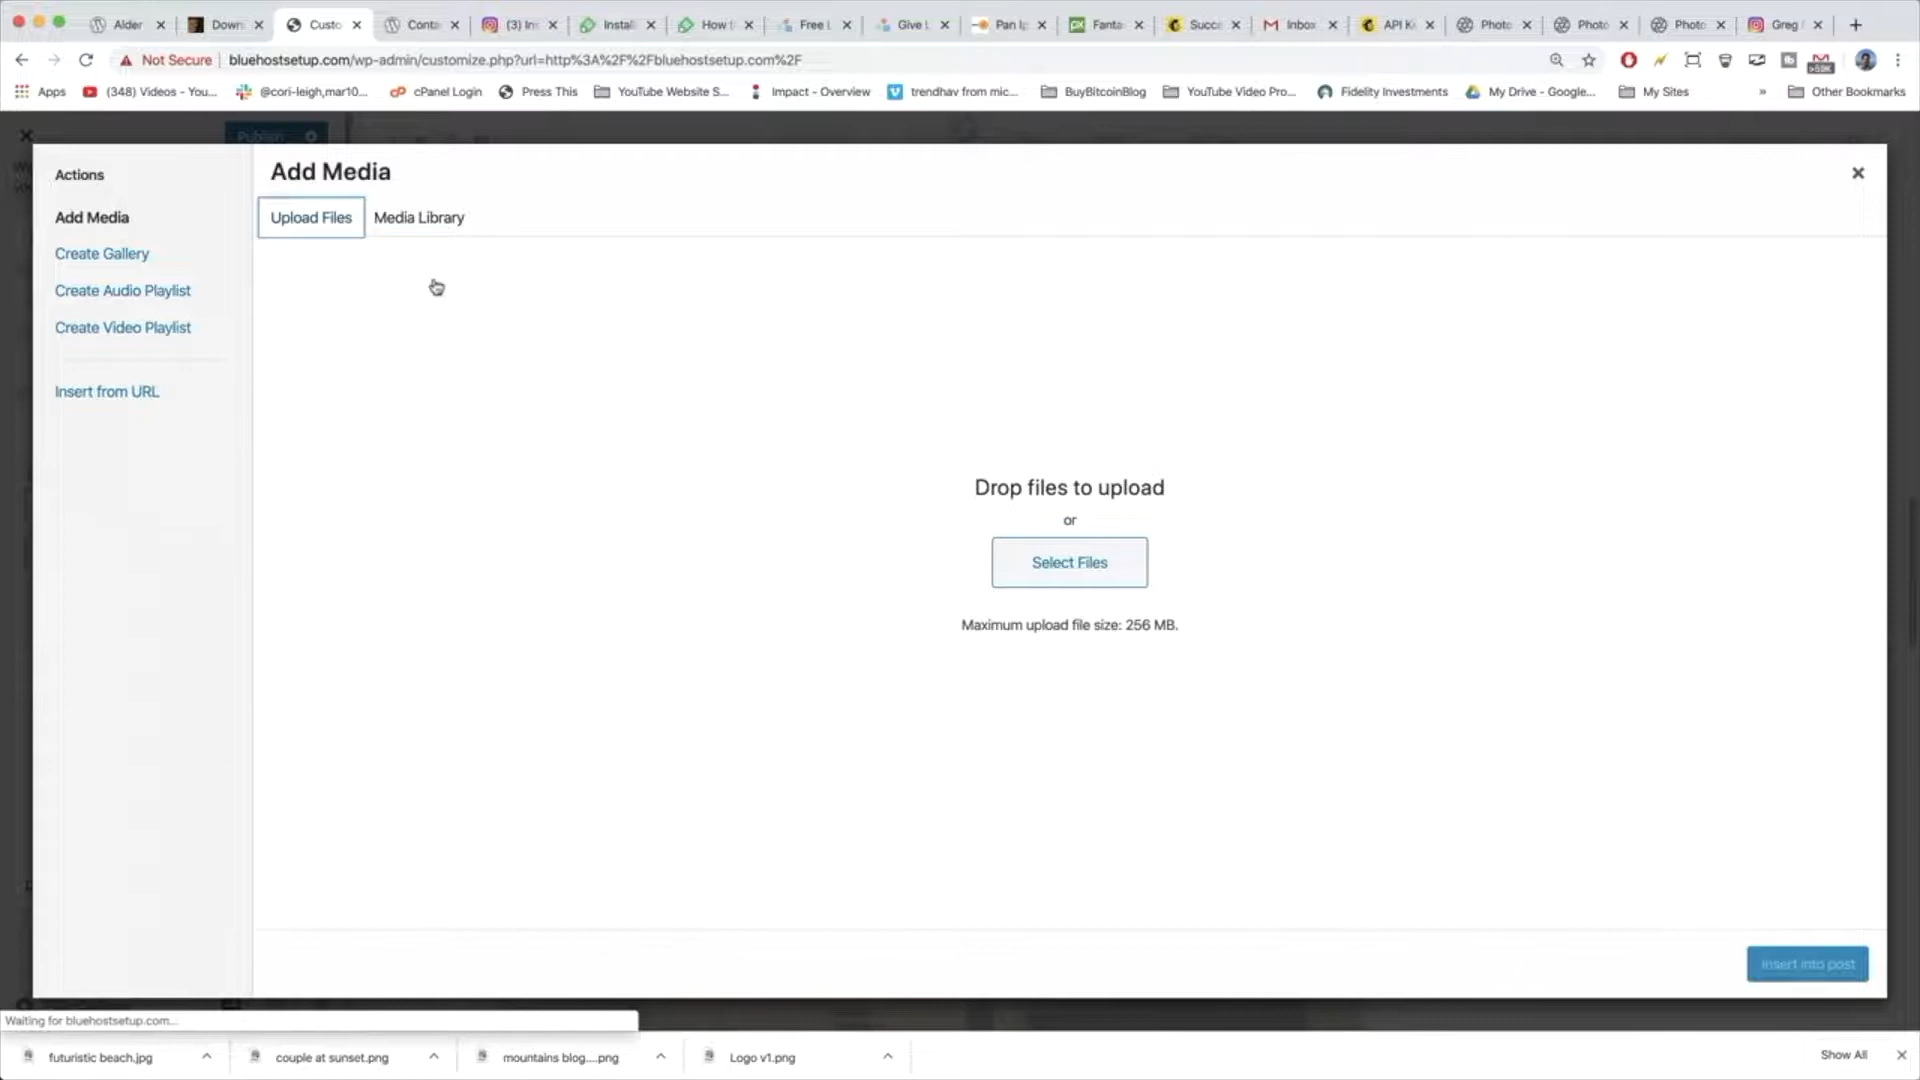 Alder
Down
Custo
Conta
(3) In
Instal
How t
Free L
Give L
Pan Ip
Fanta
Succe
Inbox
API K
Photo
Photo
Photo
Greg
Not Secure
bluehostsetup.com/wp-admin/customize.php?url=http%3A%2F%2Fbluehostsetup.com%2F
Apps
(348) Videos - You...
@cori-leigh,mar10...
cPanel Login
Press This
YouTube Website S...
Impact - Overview
trendhav from mic...
BuyBitcoinBlog
YouTube Video Pro...
Fidelity Investments
My Drive - Google...
My Sites
»
Other Bookmarks
Publish
Actions
Add Media
Create Gallery
Create Audio Playlist
Create Video Playlist
Insert from URL
Add Media
Upload Files
Media Library
Drop files to upload
or
Select Files
Maximum upload file size: 256 MB.
Insert into post
Waiting for bluehostsetup.com...
futuristic beach.jpg
couple at sunset.png
mountains blog....png
Logo v1.png
Show All